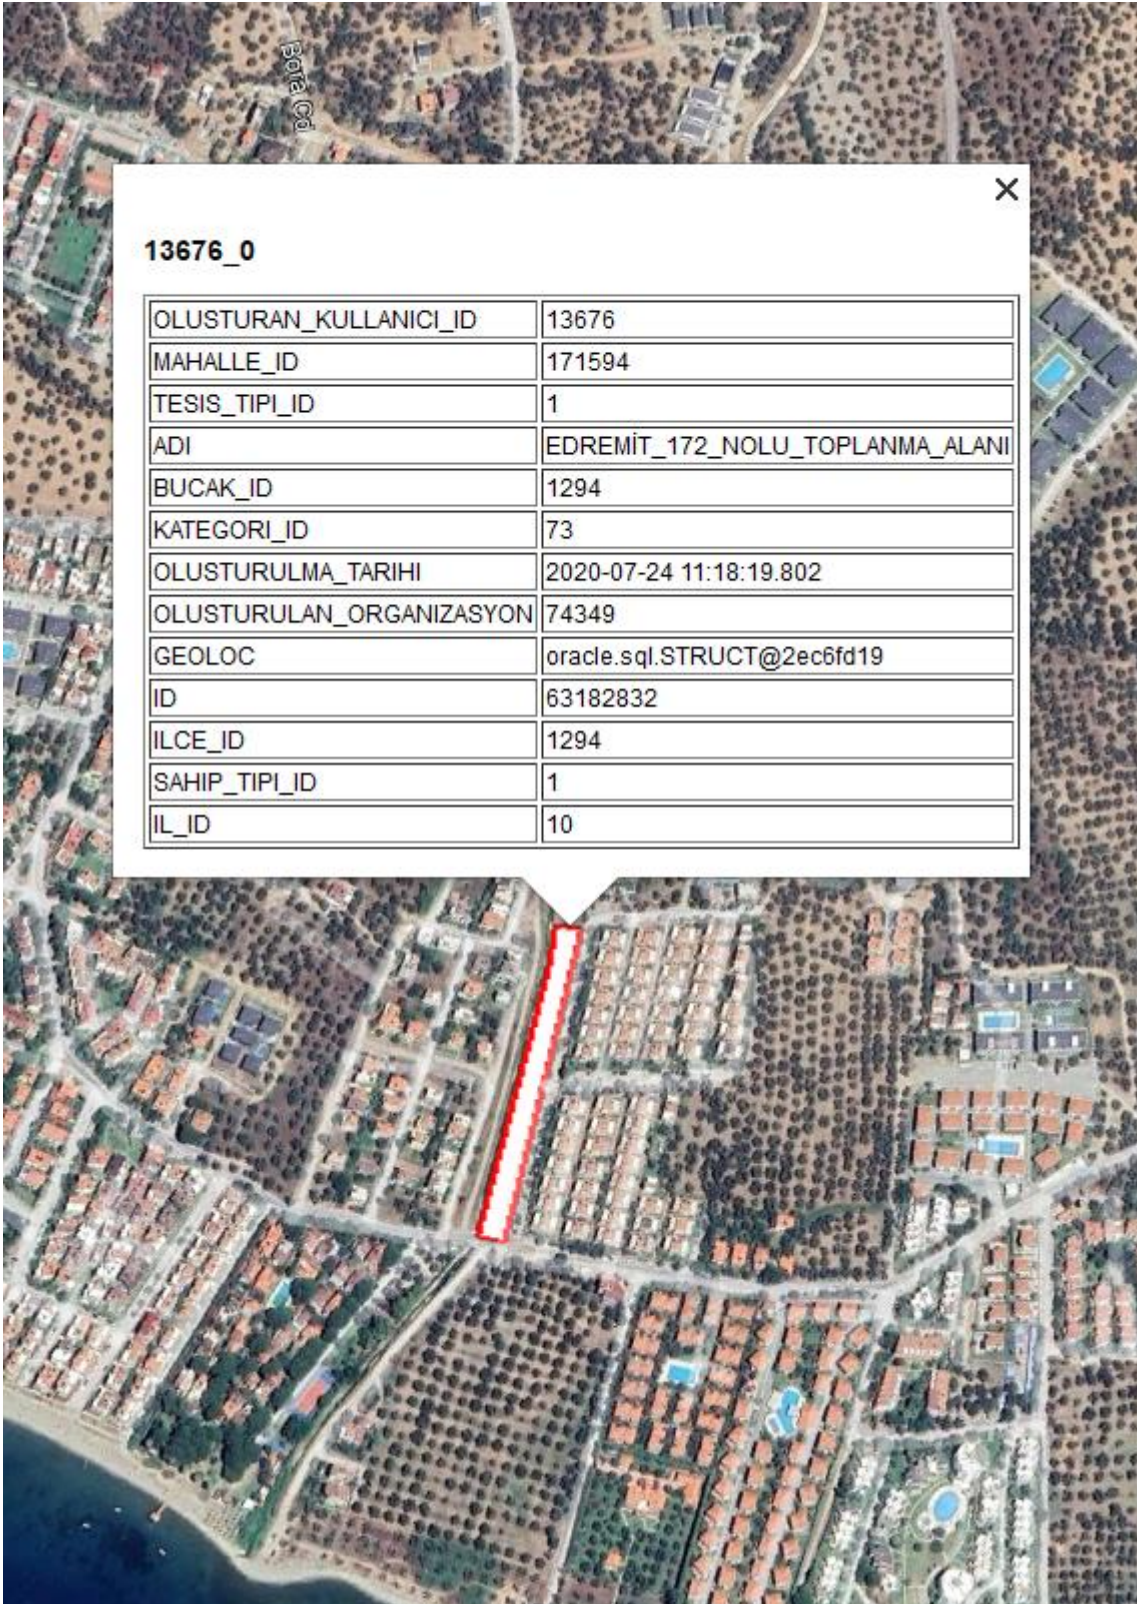 Bora Cd
13676_0
OLUSTURAN_KULLANICI_ID 13676
MAHALLE_ID 171594
TESIS_TIPI_ID 1
ADI EDREMİT_172_NOLU_TOPLANMA_ALANI
BUCAK_ID 1294
KATEGORI_ID 73
OLUSTURULMA_TARIHI 2020-07-24 11:18:19.802
OLUSTURULAN_ORGANIZASYON 74349
GEOLOC oracle.sql.STRUCT@2ec6fd19
ID 63182832
ILCE_ID 1294
SAHIP_TIPI_ID 1
IL_ID 10